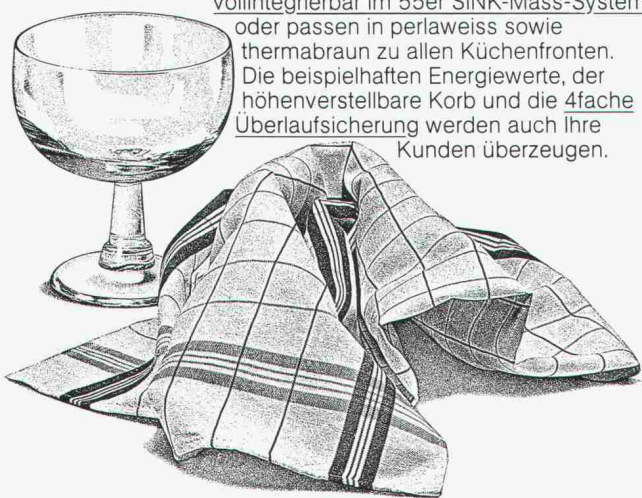 vollintegrierbar im 55er SINK-Mass-System
oder passen in perlaweiss sowie
thermabraun zu allen Küchenfronten.
Die beispielhaften Energiewerte, der
höhenverstellbare Korb und die 4fache
Überlaufsicherung werden auch Ihre
Kunden überzeugen.